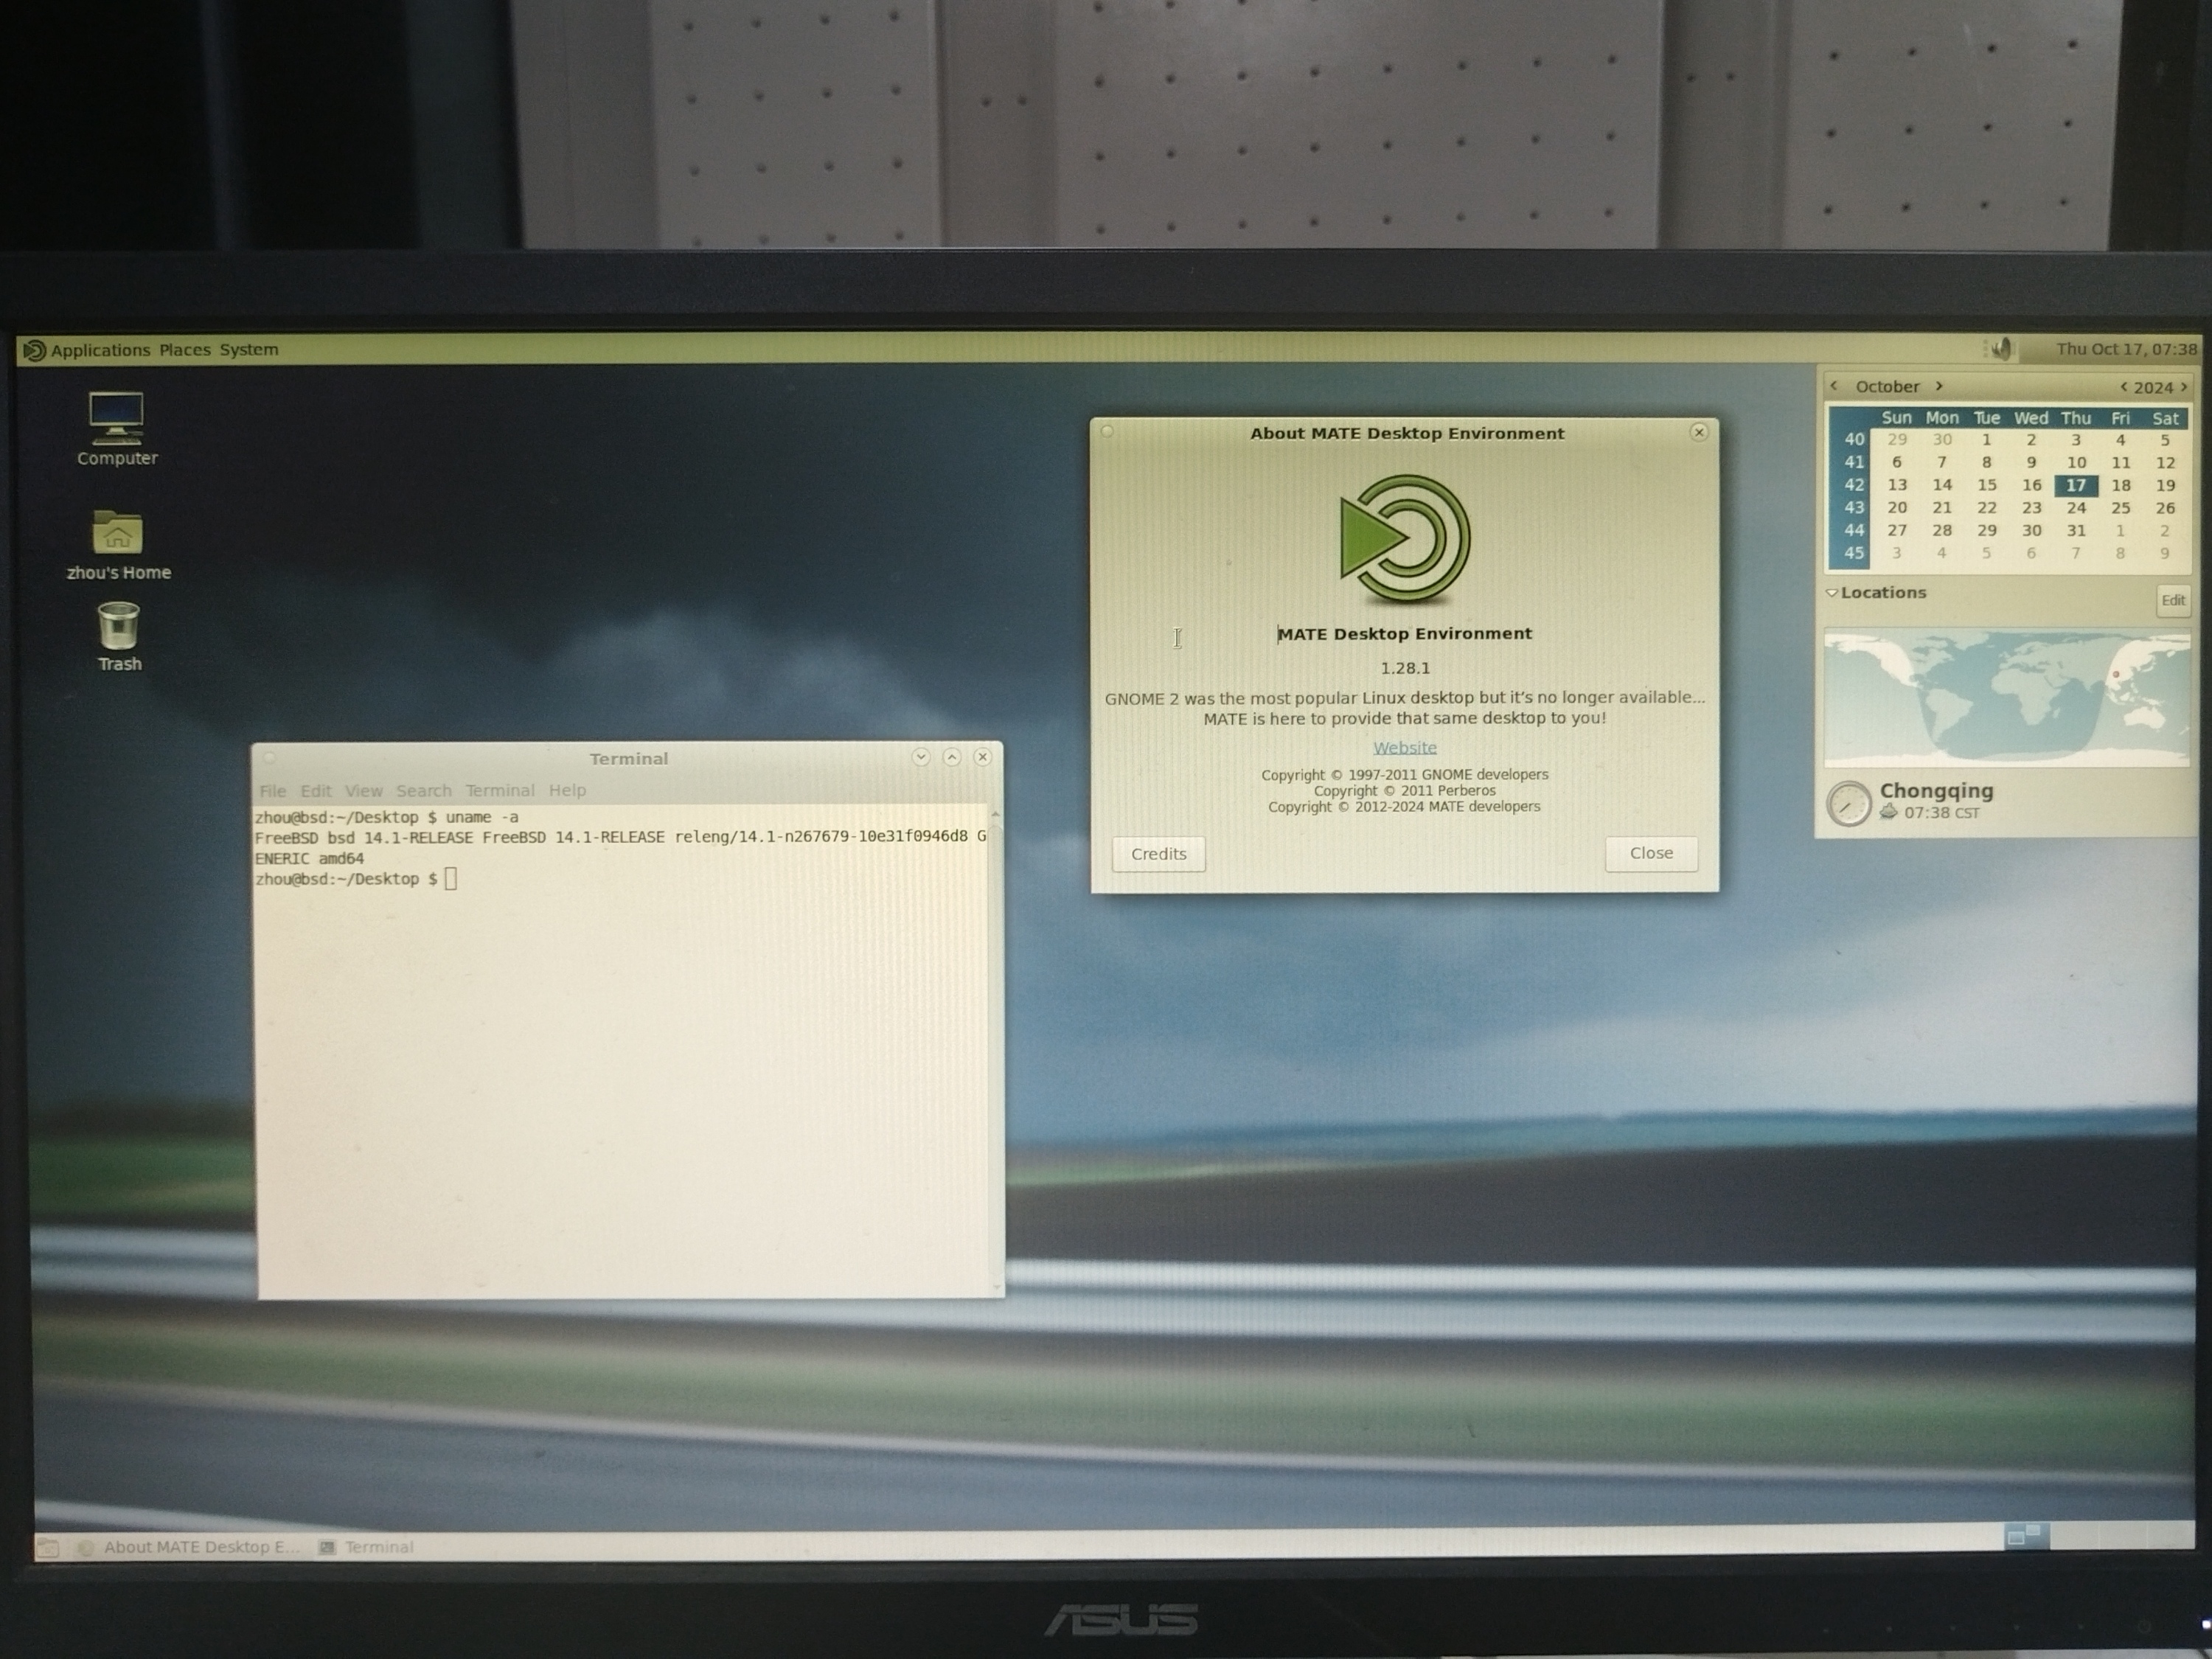 Applications Places System
Thu Oct 17, 07:38
Computer
zhou's Home
Trash
Terminal
File Edit View Search Terminal Help
zhou@bsd:~/Desktop $ uname -a
FreeBSD bsd 14.1-RELEASE FreeBSD 14.1-RELEASE releng/14.1-n267679-10e31f0946d8 G
ENERIC amd64
zhou@bsd:~/Desktop $
About MATE Desktop Environment
MATE Desktop Environment
1.28.1
GNOME 2 was the most popular Linux desktop but it's no longer available...
MATE is here to provide that same desktop to you!
Website
Copyright © 1997-2011 GNOME developers
Copyright © 2011 Perberos
Copyright © 2012-2024 MATE developers
Credits
Close
October
2024
Sun Mon Tue Wed Thu Fri Sat
40 29 30 1 2 3 4 5
41 6 7 8 9 10 11 12
42 13 14 15 16 17 18 19
43 20 21 22 23 24 25 26
44 27 28 29 30 31 1 2
45 3 4 5 6 7 8 9
Locations
Edit
Chongqing
07:38 CST
About MATE Desktop E...
Terminal
ASUS